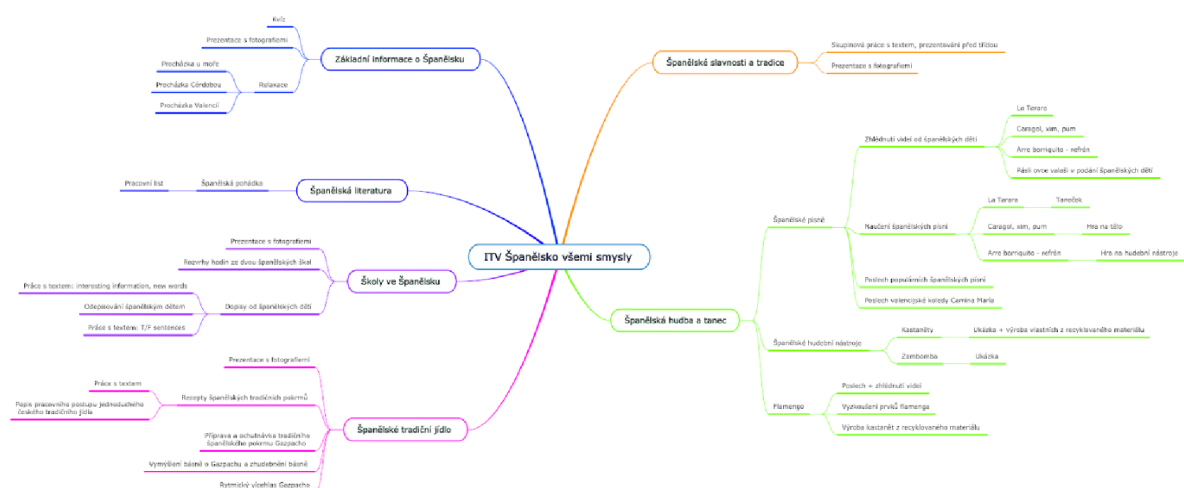 ITV Španělsko všemi smysly
Základní informace o Španělsku
Kvíz
Prezentace s fotografiemi
Relaxace
Procházka u moře
Procházka Córdobou
Procházka Valencií
Španělská literatura
Španělská pohádka
Pracovní list
Školy ve Španělsku
Prezentace s fotografiemi
Rozvrhy hodin ze dvou španělských škol
Dopisy od španělských dětí
Práce s textem: interesting information, new words
Odepisování španělským dětem
Práce s textem: T/F sentences
Španělské tradiční jídlo
Prezentace s fotografiemi
Recepty španělských tradičních pokrmů
Práce s textem
Popis pracovního postupu jednoduchého
českého tradičního jídla
Příprava a ochutnávka tradičního
španělského pokrmu Gazpacho
Vymýšlení básně o Gazpachu a zhudebnění básně
Rytmický vícehlas Gazpacho
Španělské slavnosti a tradice
Skupinová práce s textem, prezentování před třídou
Prezentace s fotografiemi
Španělská hudba a tanec
Španělské písně
Zhlédnutí videí od španělských dětí
La Tarara
Caragol, xim, pum
Arre borriquito - refrén
Pásli ovce valaši v podání španělských dětí
Naučení španělských písní
La Tarara
Taneček
Caragol, xim, pum
Hra na tělo
Arre borriquito - refrén
Hra na hudební nástroje
Poslech populárních španělských písní
Poslech valencijské koledy Camina María
Španělské hudební nástroje
Kastaněty
Ukázka + výroba vlastních z recyklovaného materiálu
Zambomba
Ukázka
Flamengo
Poslech + zhlédnutí videí
Vyzkoušení prvků flamenga
Výroba kastanět z recyklovaného materiálu